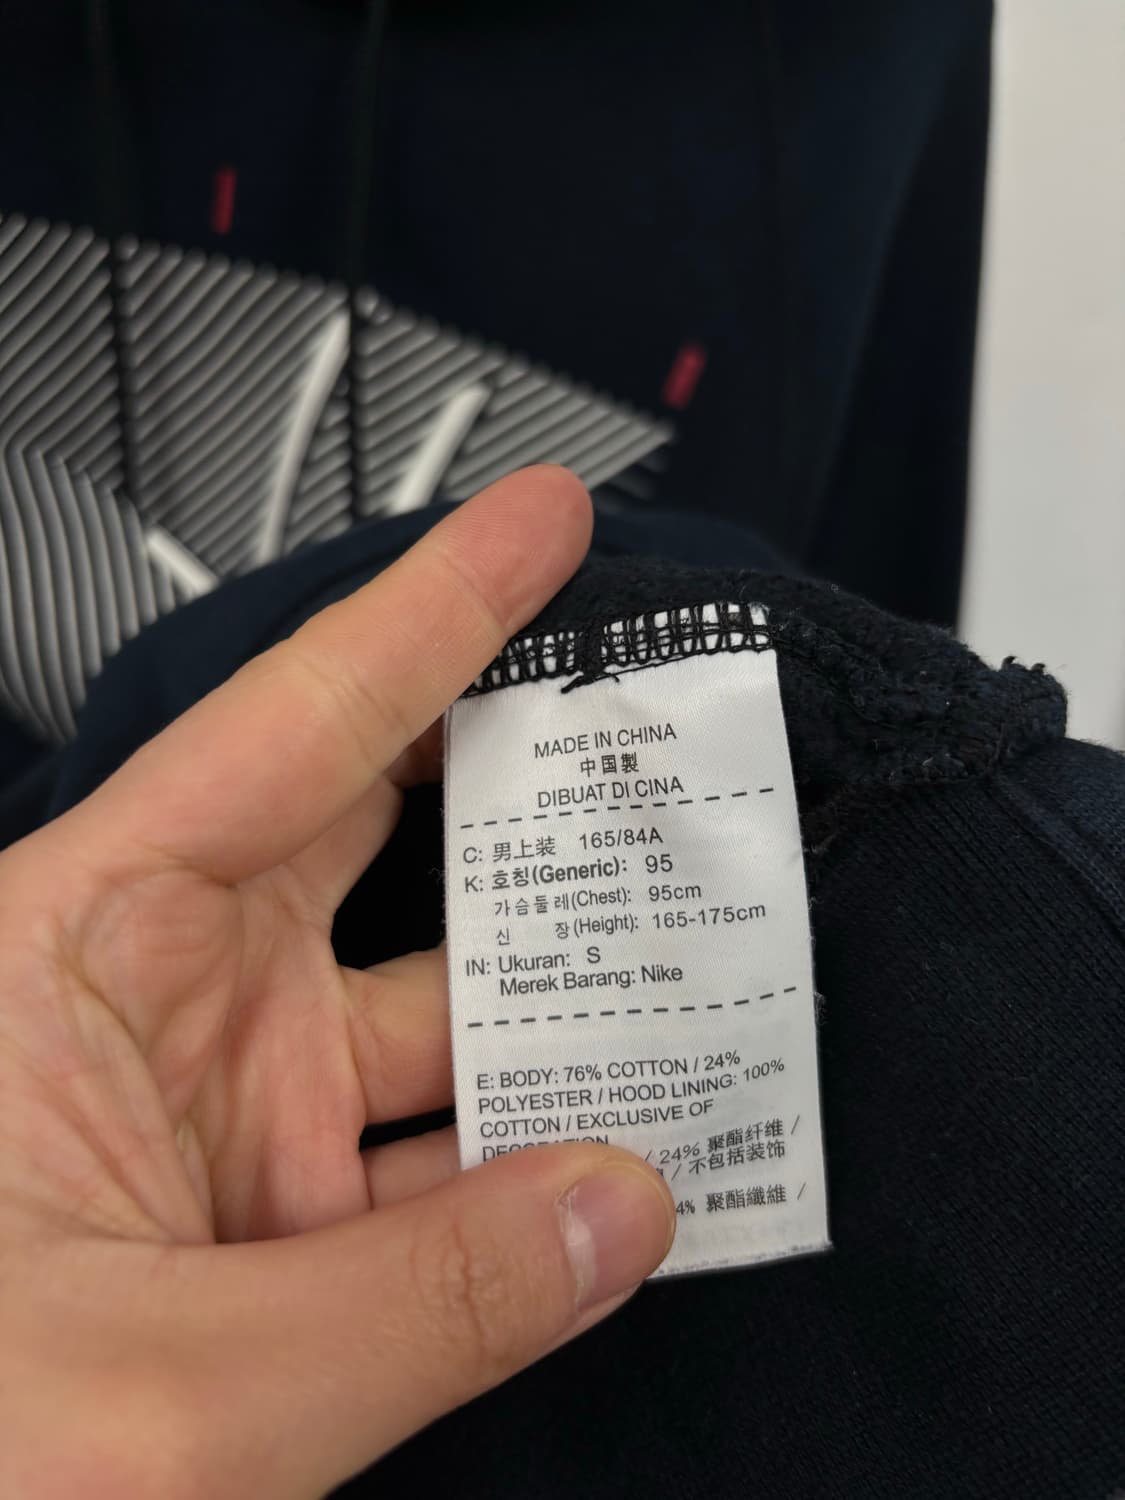 MADE IN CHINA
中国製
DIBUAT DI CINA
C: 男上装 165/84A
K: 호칭(Generic): 95
가슴둘레(Chest): 95cm
신 장(Height): 165-175cm
IN: Ukuran: S
Merek Barang: Nike
E: BODY: 76% COTTON / 24%
POLYESTER / HOOD LINING: 100%
COTTON / EXCLUSIVE OF
DECORATION
/ 24% 聚酯纤维 /
/ 不包括装饰
4% 聚酯纖維 /